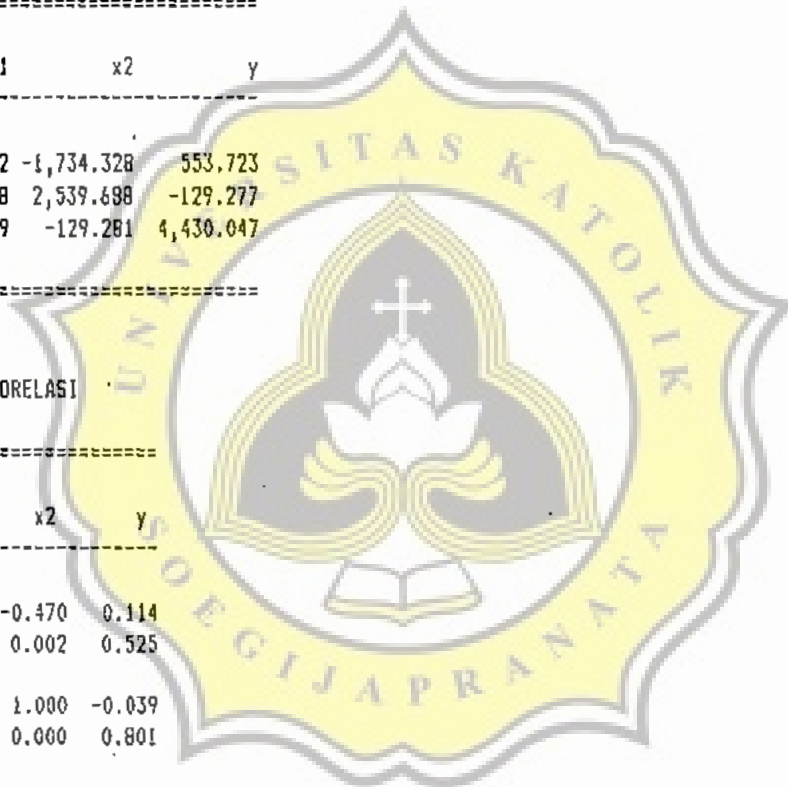 1 x2 y
2 -1,734.328 553.723
8 2,539.688 -129.277
9 -129.281 4,430.047
ORELASI
x2 y
-0.470 0.114
0.002 0.525
1.000 -0.039
0.000 0.801
UNIVERSITAS KATOLIK
SOEGIJAPRANATA